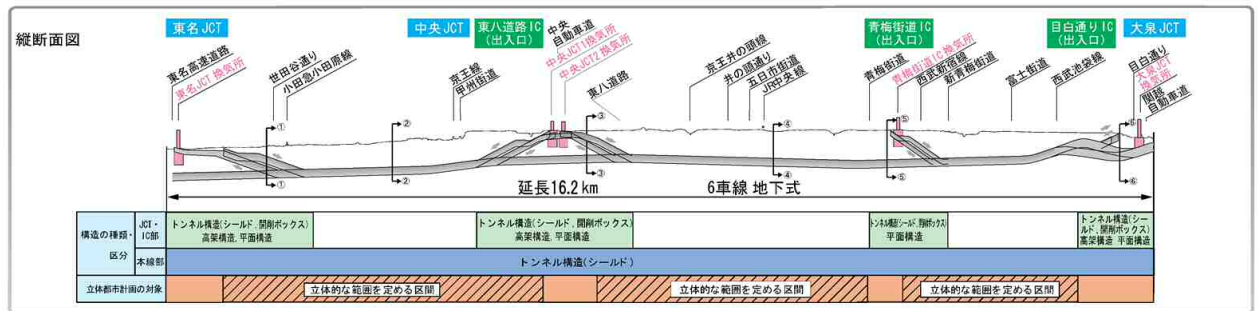 縦断面図
東名JCT
中央JCT
東八道路IC
(出入口)
青梅街道IC
(出入口)
目白通りIC
(出入口)
大泉JCT
東名高速道路
東名JCT 換気所
世田谷通り
小田急小田原線
京王線
甲州街道
中央
自動車道
中央JCT1換気所
中央JCT2 換気所
東八道路
京王井の頭線
井の頭通り
五日市街道
JR中央線
青梅街道
青梅街道IC 換気所
西武新宿線
新青梅街道
富士街道
西武池袋線
目白通り
大泉JCT
換気所
関越
自動車道
① ② ③ ④ ⑤ ⑥
① ② ③ ④ ⑤ ⑥
延長16.2km
6車線 地下式
構造の種類・
区分
JCT・
IC部
トンネル構造(シールド, 開削ボックス)
高架構造, 平面構造
トンネル構造(シールド, 開削ボックス)
高架構造, 平面構造
トンネル構造(シールド, 開削ボックス)
平面構造
トンネル構造(シー
ルド, 開削ボックス)
高架構造 平面構造
本線部
トンネル構造(シールド)
立体都市計画の対象
立体的な範囲を定める区間
立体的な範囲を定める区間
立体的な範囲を定める区間